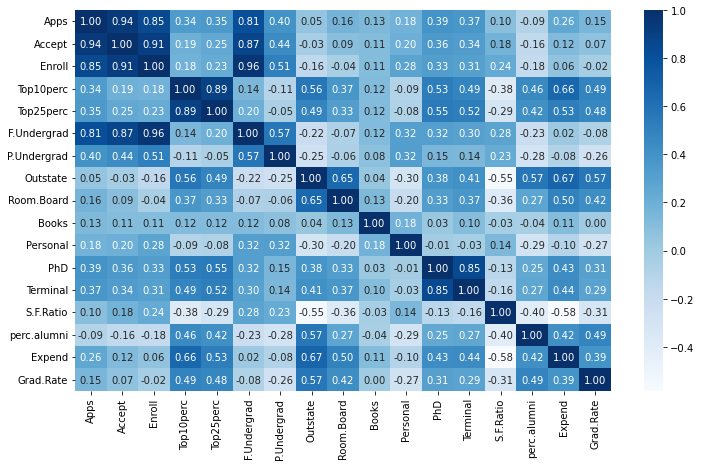 Apps 1.00 0.94 0.85 0.34 0.35 0.81 0.40 0.05 0.16 0.13 0.18 0.39 0.37 0.10 -0.09 0.26 0.15
Accept 0.94 1.00 0.91 0.19 0.25 0.87 0.44 -0.03 0.09 0.11 0.20 0.36 0.34 0.18 -0.16 0.12 0.07
Enroll 0.85 0.91 1.00 0.18 0.23 0.96 0.51 -0.16 -0.04 0.11 0.28 0.33 0.31 0.24 -0.18 0.06 -0.02
Top10perc 0.34 0.19 0.18 1.00 0.89 0.14 -0.11 0.56 0.37 0.12 -0.09 0.53 0.49 -0.38 0.46 0.66 0.49
Top25perc 0.35 0.25 0.23 0.89 1.00 0.20 -0.05 0.49 0.33 0.12 -0.08 0.55 0.52 -0.29 0.42 0.53 0.48
F.Undergrad 0.81 0.87 0.96 0.14 0.20 1.00 0.57 -0.22 -0.07 0.12 0.32 0.32 0.30 0.28 -0.23 0.02 -0.08
P.Undergrad 0.40 0.44 0.51 -0.11 -0.05 0.57 1.00 -0.25 -0.06 0.08 0.32 0.15 0.14 0.23 -0.28 -0.08 -0.26
Outstate 0.05 -0.03 -0.16 0.56 0.49 -0.22 -0.25 1.00 0.65 0.04 -0.30 0.38 0.41 -0.55 0.57 0.67 0.57
Room.Board 0.16 0.09 -0.04 0.37 0.33 -0.07 -0.06 0.65 1.00 0.13 -0.20 0.33 0.37 -0.36 0.27 0.50 0.42
Books 0.13 0.11 0.11 0.12 0.12 0.12 0.08 0.04 0.13 1.00 0.18 0.03 0.10 -0.03 -0.04 0.11 0.00
Personal 0.18 0.20 0.28 -0.09 -0.08 0.32 0.32 -0.30 -0.20 0.18 1.00 -0.01 -0.03 0.14 -0.29 -0.10 -0.27
PhD 0.39 0.36 0.33 0.53 0.55 0.32 0.15 0.38 0.33 0.03 -0.01 1.00 0.85 -0.13 0.25 0.43 0.31
Terminal 0.37 0.34 0.31 0.49 0.52 0.30 0.14 0.41 0.37 0.10 -0.03 0.85 1.00 -0.16 0.27 0.44 0.29
S.F.Ratio 0.10 0.18 0.24 -0.38 -0.29 0.28 0.23 -0.55 -0.36 -0.03 0.14 -0.13 -0.16 1.00 -0.40 -0.58 -0.31
perc.alumni -0.09 -0.16 -0.18 0.46 0.42 -0.23 -0.28 0.57 0.27 -0.04 -0.29 0.25 0.27 -0.40 1.00 0.42 0.49
Expend 0.26 0.12 0.06 0.66 0.53 0.02 -0.08 0.67 0.50 0.11 -0.10 0.43 0.44 -0.58 0.42 1.00 0.39
Grad.Rate 0.15 0.07 -0.02 0.49 0.48 -0.08 -0.26 0.57 0.42 0.00 -0.27 0.31 0.29 -0.31 0.49 0.39 1.00
Apps Accept Enroll Top10perc Top25perc F.Undergrad P.Undergrad Outstate Room.Board Books Personal PhD Terminal S.F.Ratio perc.alumni Expend Grad.Rate
1.0
0.8
0.6
0.4
0.2
0.0
-0.2
-0.4